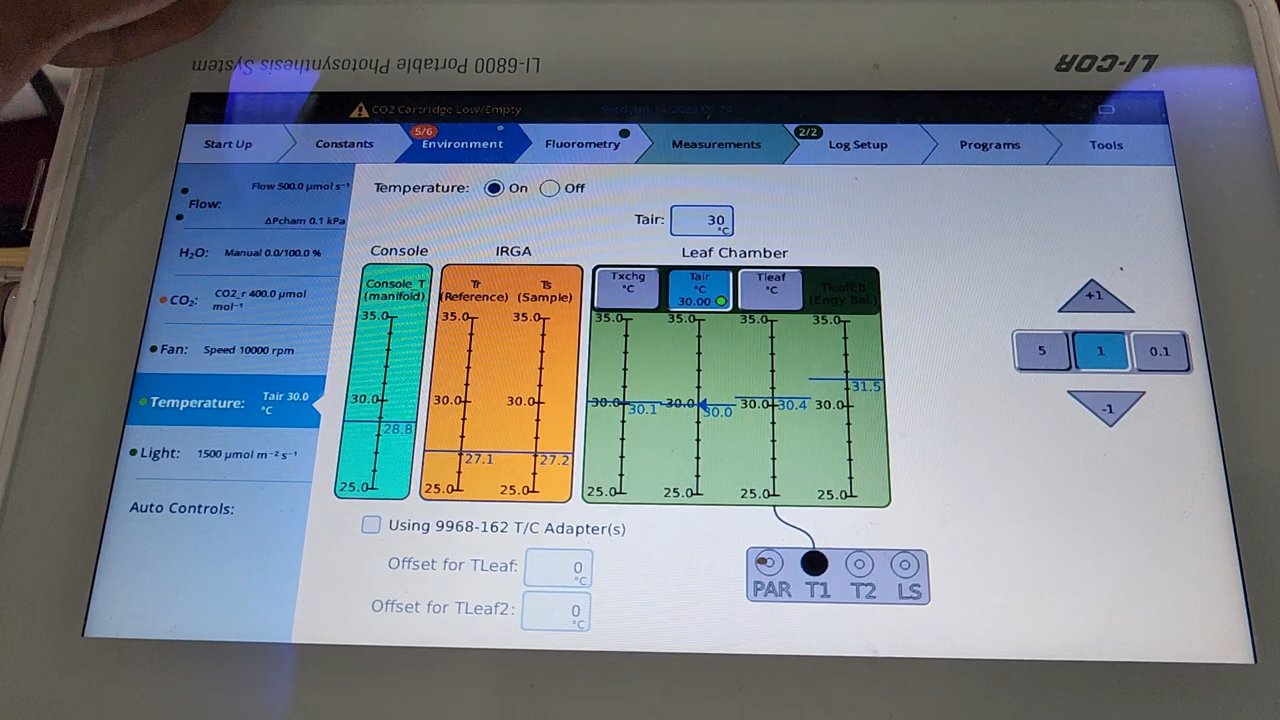 LI-6800 Portable Photosynthesis System
LI-COR
CO2 Cartridge Low/Empty
Start Up
Constants
5/6
Environment
Fluorometry
Measurements
2/2
Log Setup
Programs
Tools
Flow:
Flow 500.0 µmol s⁻¹
ΔPcham 0.1 kPa
H₂O: Manual 0.0/100.0 %
CO₂: CO2_r 400.0 µmol
mol⁻¹
Fan: Speed 10000 rpm
Temperature: Tair 30.0
°C
Light: 1500 µmol m⁻² s⁻¹
Auto Controls:
Temperature: On Off
Tair: 30 °C
Console
IRGA
Leaf Chamber
Console_T
(manifold)
35.0
30.0
28.8
25.0
Tr
(Reference)
35.0
30.0
27.1
25.0
Ts
(Sample)
35.0
30.0
27.2
25.0
Txchg
°C
35.0
30.0
30.1
25.0
Tair
°C
30.00
35.0
30.0
30.0
25.0
Tleaf
°C
35.0
30.0
30.4
25.0
TleafEB
(Engy Bal.)
35.0
31.5
30.0
25.0
+1
5 1 0.1
-1
Using 9968-162 T/C Adapter(s)
Offset for TLeaf: 0 °C
Offset for TLeaf2: 0 °C
PAR T1 T2 LS